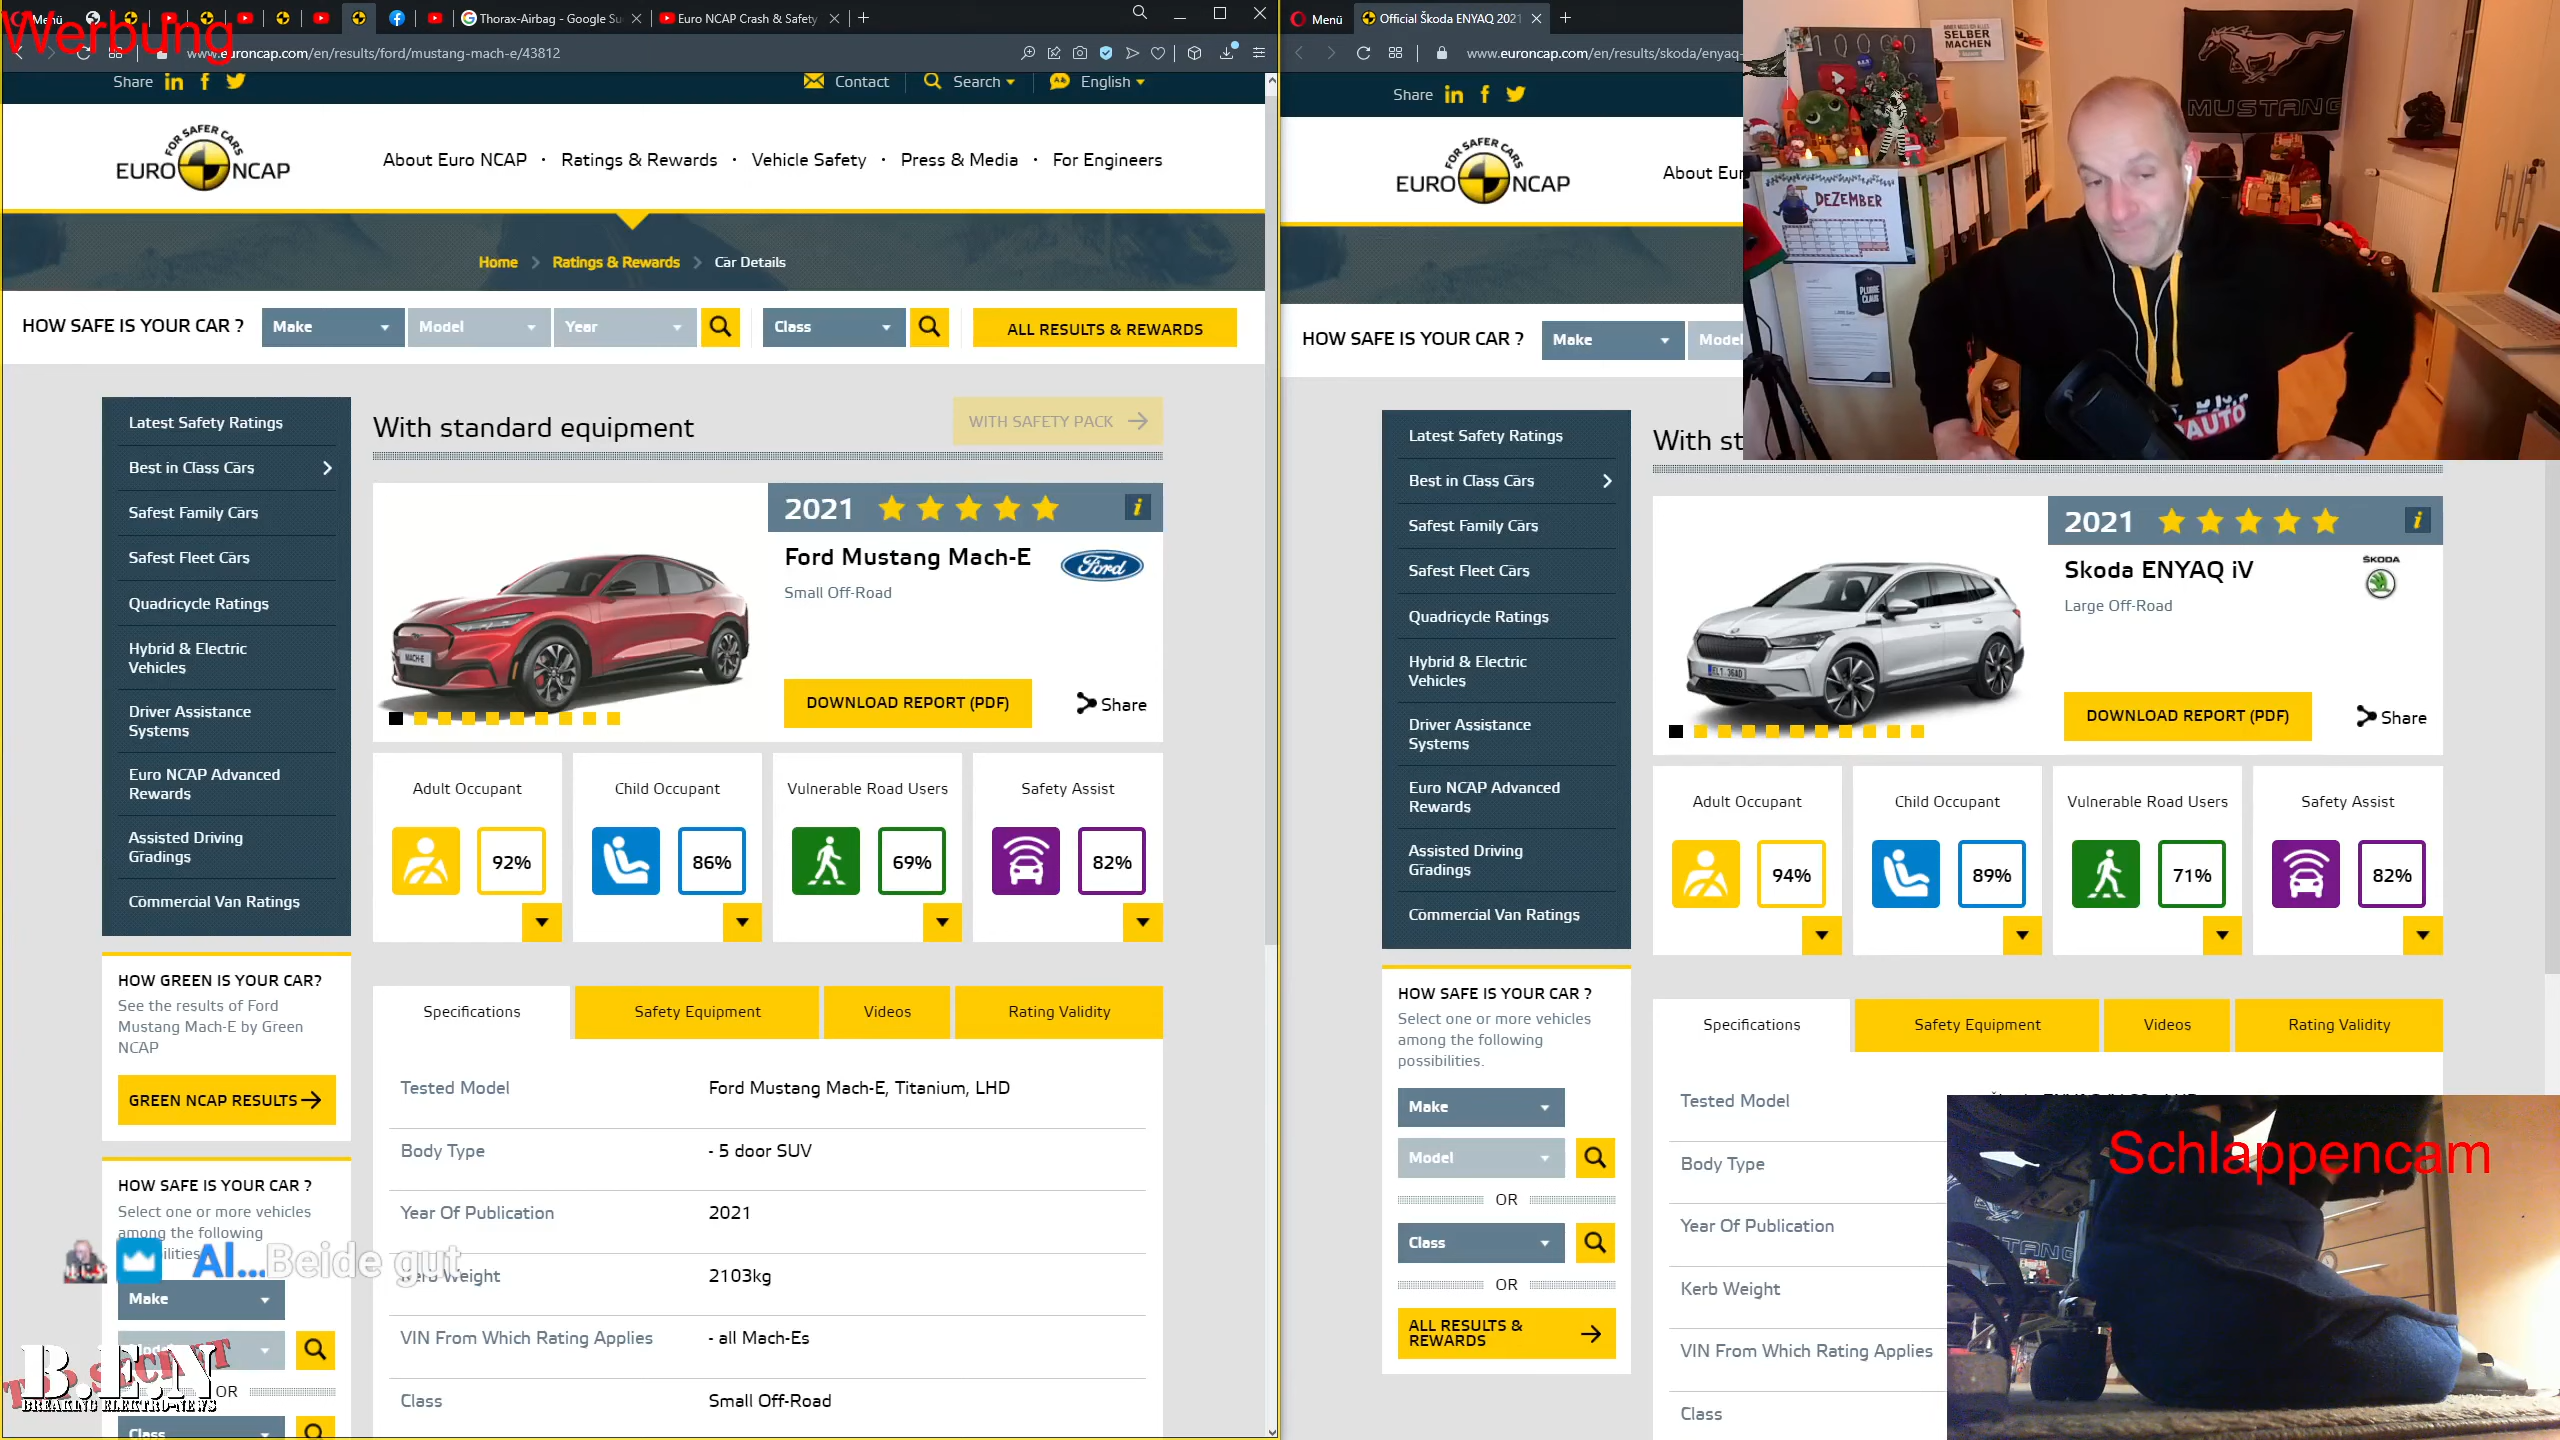 Menü
Thorax-Airbag - Google Su
Euro NCAP Crash & Safety
Werbung
www.euroncap.com/en/results/ford/mustang-mach-e/43812
Share
Contact
Search
English
FOR SAFER CARS
EURO NCAP
About Euro NCAP · Ratings & Rewards · Vehicle Safety · Press & Media · For Engineers
Home
Ratings & Rewards
Car Details
HOW SAFE IS YOUR CAR ?
Make
Model
Year
Class
ALL RESULTS & REWARDS
Latest Safety Ratings
Best in Class Cars
Safest Family Cars
Safest Fleet Cars
Quadricycle Ratings
Hybrid & Electric
Vehicles
Driver Assistance
Systems
Euro NCAP Advanced
Rewards
Assisted Driving
Gradings
Commercial Van Ratings
HOW GREEN IS YOUR CAR?
See the results of Ford
Mustang Mach-E by Green
NCAP
GREEN NCAP RESULTS
HOW SAFE IS YOUR CAR ?
Select one or more vehicles
among the following
Al...Beide gut
Make
OR
Class
TOP SECRET
B.E.N
BREAKING ELEKTRO-NEWS
With standard equipment
WITH SAFETY PACK
2021
i
Ford Mustang Mach-E
Ford
Small Off-Road
MACH-E
DOWNLOAD REPORT (PDF)
Share
Adult Occupant
92%
Child Occupant
86%
Vulnerable Road Users
69%
Safety Assist
82%
Specifications
Safety Equipment
Videos
Rating Validity
Tested Model
Ford Mustang Mach-E, Titanium, LHD
Body Type
- 5 door SUV
Year Of Publication
2021
Kerb Weight
2103kg
VIN From Which Rating Applies
- all Mach-Es
Class
Small Off-Road
Menü
Official Škoda ENYAQ 2021
www.euroncap.com/en/results/skoda/enyaq-
Share
FOR SAFER CARS
EURO NCAP
About Eur
HOW SAFE IS YOUR CAR ?
Make
Model
SELBER
MACHEN
MUSTANG
DEZEMBER
AUTO
Latest Safety Ratings
Best in Class Cars
Safest Family Cars
Safest Fleet Cars
Quadricycle Ratings
Hybrid & Electric
Vehicles
Driver Assistance
Systems
Euro NCAP Advanced
Rewards
Assisted Driving
Gradings
Commercial Van Ratings
HOW SAFE IS YOUR CAR ?
Select one or more vehicles
among the following
possibilities.
Make
Model
OR
Class
OR
ALL RESULTS &
REWARDS
With st
2021
i
Skoda ENYAQ iV
ŠKODA
Large Off-Road
DOWNLOAD REPORT (PDF)
Share
Adult Occupant
94%
Child Occupant
89%
Vulnerable Road Users
71%
Safety Assist
82%
Specifications
Safety Equipment
Videos
Rating Validity
Tested Model
Body Type
Year Of Publication
Kerb Weight
VIN From Which Rating Applies
Class
Schlappencam